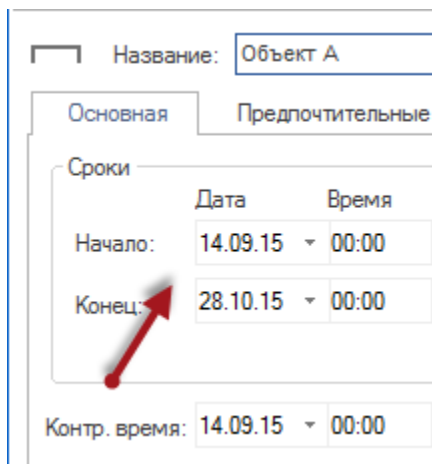 Название: Объект А
Основная Предпочтительные
Сроки
Дата Время
Начало: 14.09.15 00:00
Конец: 28.10.15 00:00
Контр. время: 14.09.15 00:00